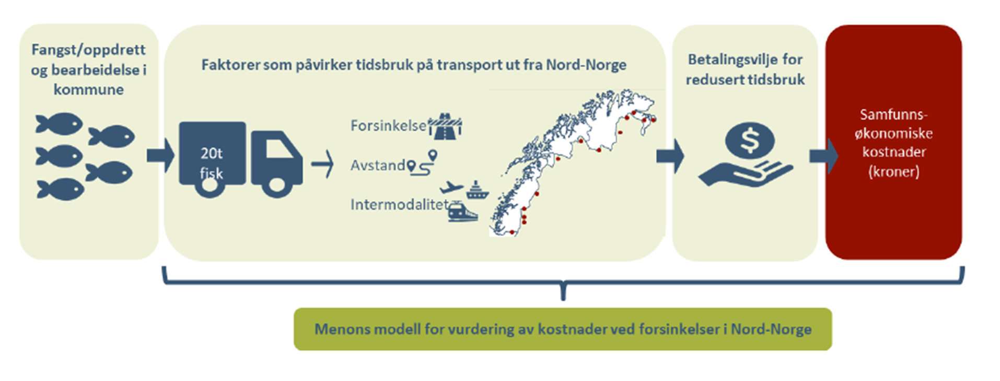 Fangst/oppdrett
og bearbeidelse i
kommune
Faktorer som påvirker tidsbruk på transport ut fra Nord-Norge
20t
fisk
Forsinkelse
Avstand
Intermodalitet
Betalingsvilje for
redusert tidsbruk
$
Samfunns-
økonomiske
kostnader
(kroner)
Menons modell for vurdering av kostnader ved forsinkelser i Nord-Norge